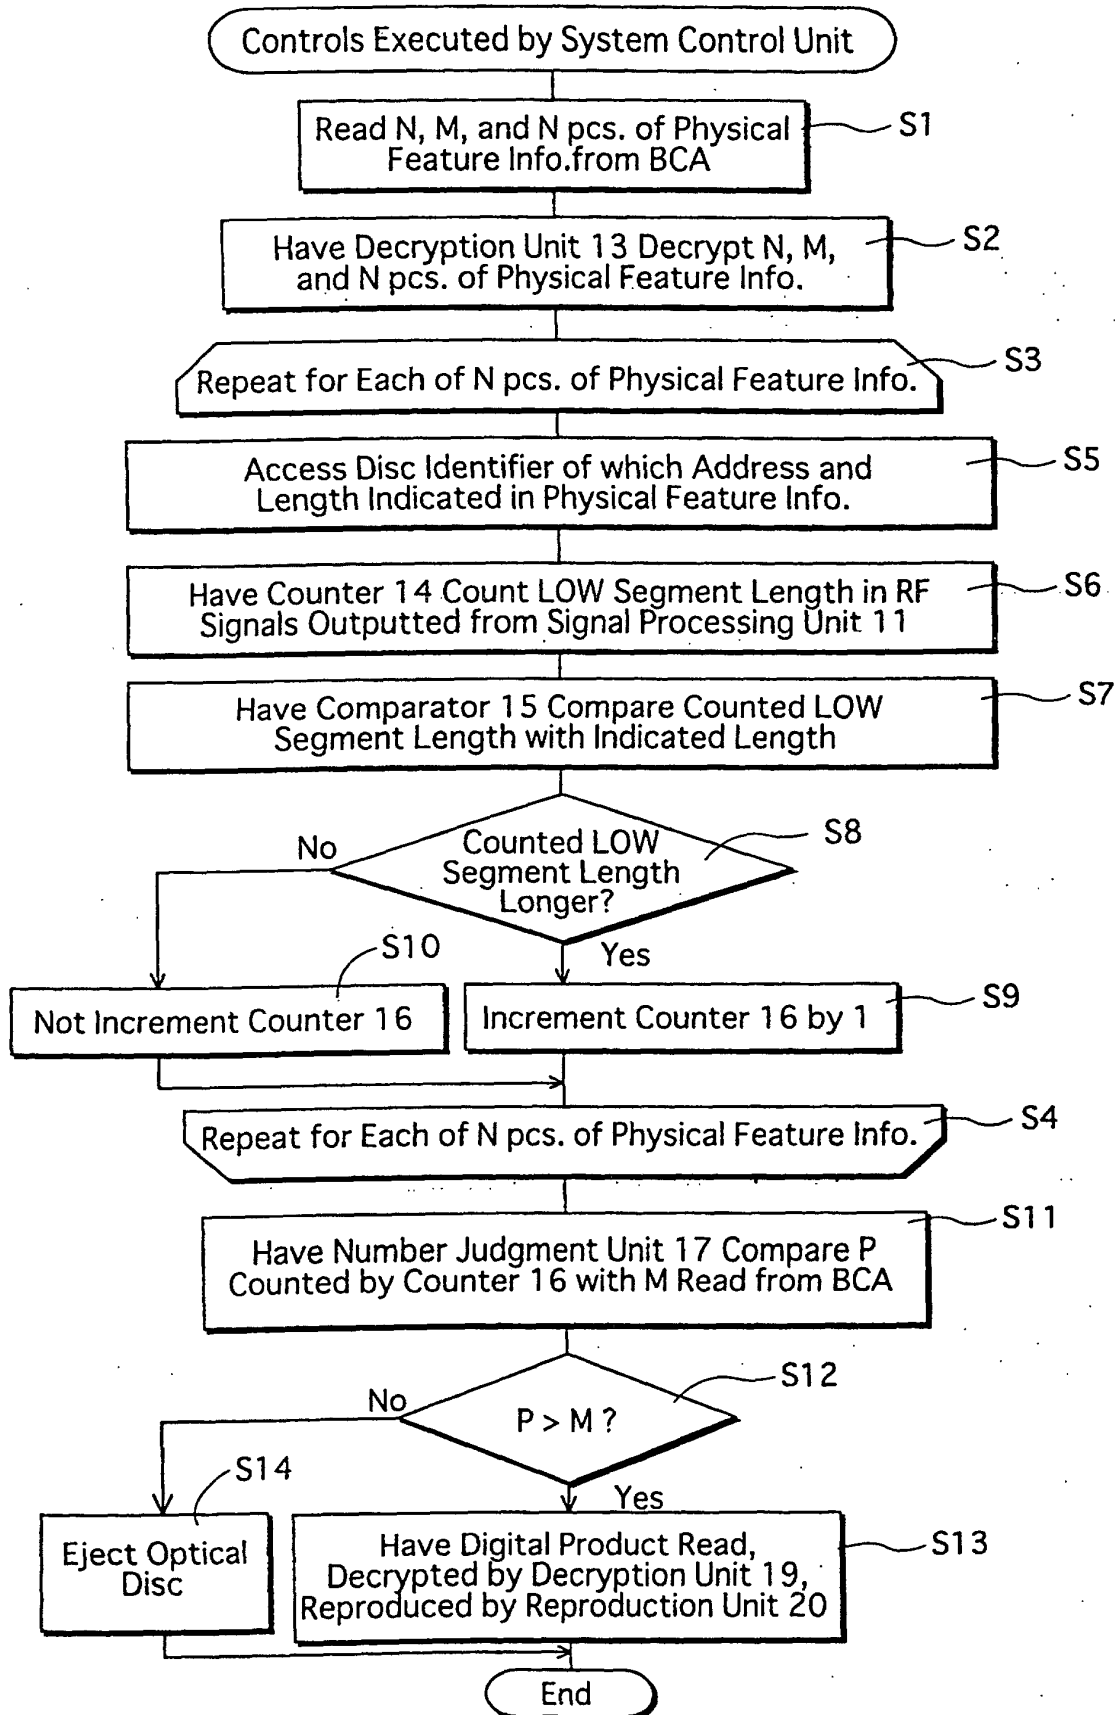 Controls Executed by System Control Unit
Read N, M, and N pcs. of Physical
Feature Info.from BCA
S1
Have Decryption Unit 13 Decrypt N, M,
and N pcs. of Physical Feature Info.
S2
Repeat for Each of N pcs. of Physical Feature Info.
S3
Access Disc Identifier of which Address and
Length Indicated in Physical Feature Info.
S5
Have Counter 14 Count LOW Segment Length in RF
Signals Outputted from Signal Processing Unit 11
S6
Have Comparator 15 Compare Counted LOW
Segment Length with Indicated Length
S7
Counted LOW
Segment Length
Longer?
S8
No
Yes
S10
Not Increment Counter 16
Increment Counter 16 by 1
S9
Repeat for Each of N pcs. of Physical Feature Info.
S4
Have Number Judgment Unit 17 Compare P
Counted by Counter 16 with M Read from BCA
S11
P > M ?
S12
No
Yes
S14
Eject Optical
Disc
Have Digital Product Read,
Decrypted by Decryption Unit 19,
Reproduced by Reproduction Unit 20
S13
End